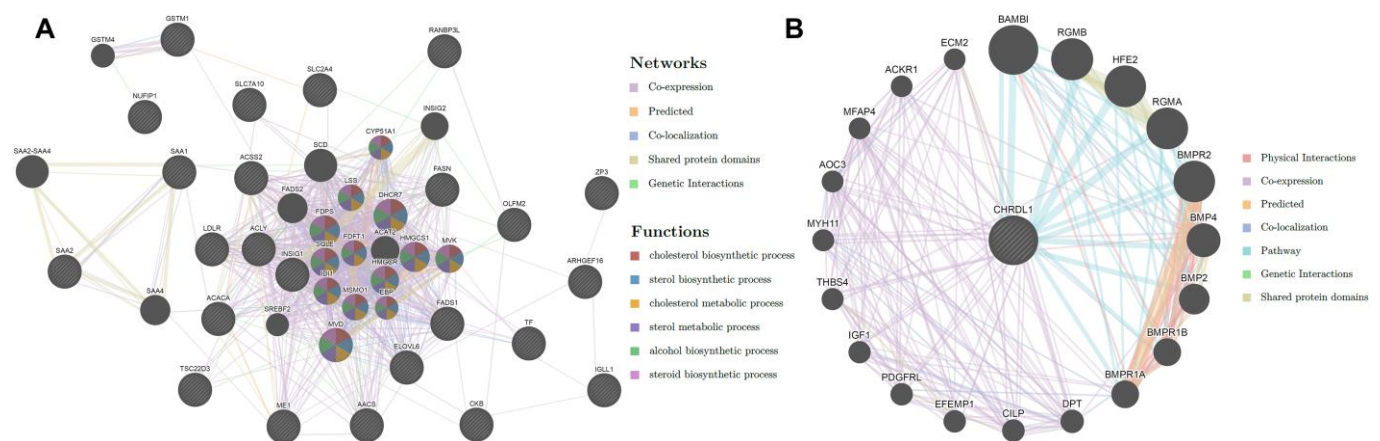 A
GSTM1
GSTM4
NUFIP1
SLC7A10
SLC2A4
RANBP3L
INSIG2
CYP51A1
SAA2-SAA4
SAA1
ACSS2
SCD
FADS2
LSS
DHCR7
FASN
ZP3
OLFM2
FDPS
LDLR
ACLY
SQLE
FDFT1
ACAT2
HMGCS1
MVK
INSIG1
HMGCR
ARHGEF16
SAA2
SAA4
IDI1
MSMO1
EBP
ACACA
SREBF2
FADS1
MVD
TF
ELOVL6
TSC22D3
IGLL1
ME1
AACS
CKB
Networks
Co-expression
Predicted
Co-localization
Shared protein domains
Genetic Interactions
Functions
cholesterol biosynthetic process
sterol biosynthetic process
cholesterol metabolic process
sterol metabolic process
alcohol biosynthetic process
steroid biosynthetic process
B
BAMBI
RGMB
HFE2
RGMA
BMPR2
BMP4
BMP2
BMPR1B
BMPR1A
DPT
CILP
EFEMP1
PDGFRL
IGF1
THBS4
MYH11
AOC3
MFAP4
ACKR1
ECM2
CHRDL1
Physical Interactions
Co-expression
Predicted
Co-localization
Pathway
Genetic Interactions
Shared protein domains